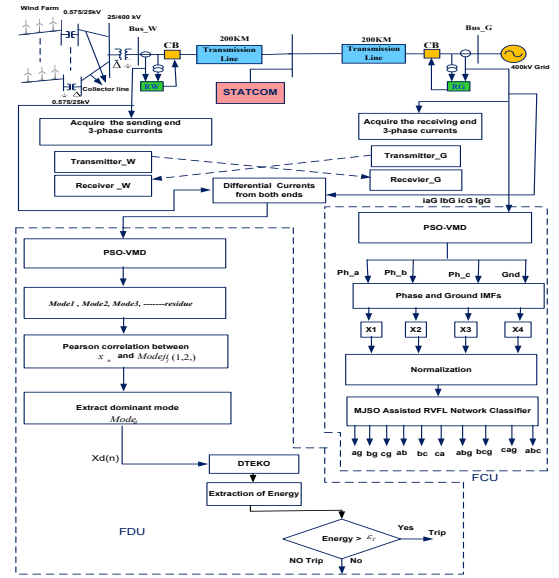 Wind Farm
0.575/25kV
25/400 kV
Bus_W
CB
200KM
Transmission
Line
200KM
Transmission
Line
CB
Bus_G
400kV Grid
RW
RG
STATCOM
Collector line
0.575/25kV
Acquire the sending end
3-phase currents
Acquire the receiving end
3-phase currents
Transmitter_W
Transmitter_G
Receiver _W
Recevier_G
Differential Currents
from both ends
iaG IbG icG IgG
PSO-VMD
PSO-VMD
Ph_a
Ph_b
Ph_c
Gnd
Mode1 , Mode2, Mode3, -------residue
Phase and Ground IMFs
X1
X2
X3
X4
Pearson correlation between
and
(1,2,)
Normalization
Extract dominant mode
MJSO Assisted RVFL Network Classifier
ag bg cg ab bc ca abg bcg cag abc
FCU
Xd(n)
DTEKO
Extraction of Energy
FDU
Energy >
Yes
Trip
NO Trip
No